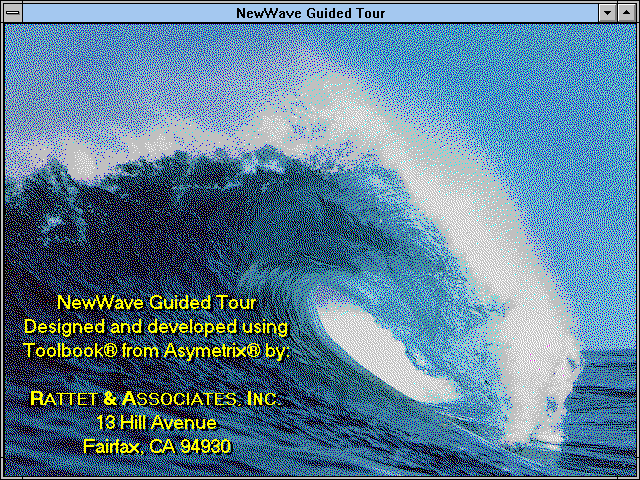 NewWave Guided Tour
NewWave Guided Tour
Designed and developed using
Toolbook® from Asymetrix® by:
RATTET & ASSOCIATES, INC.
13 Hill Avenue
Fairfax, CA 94930